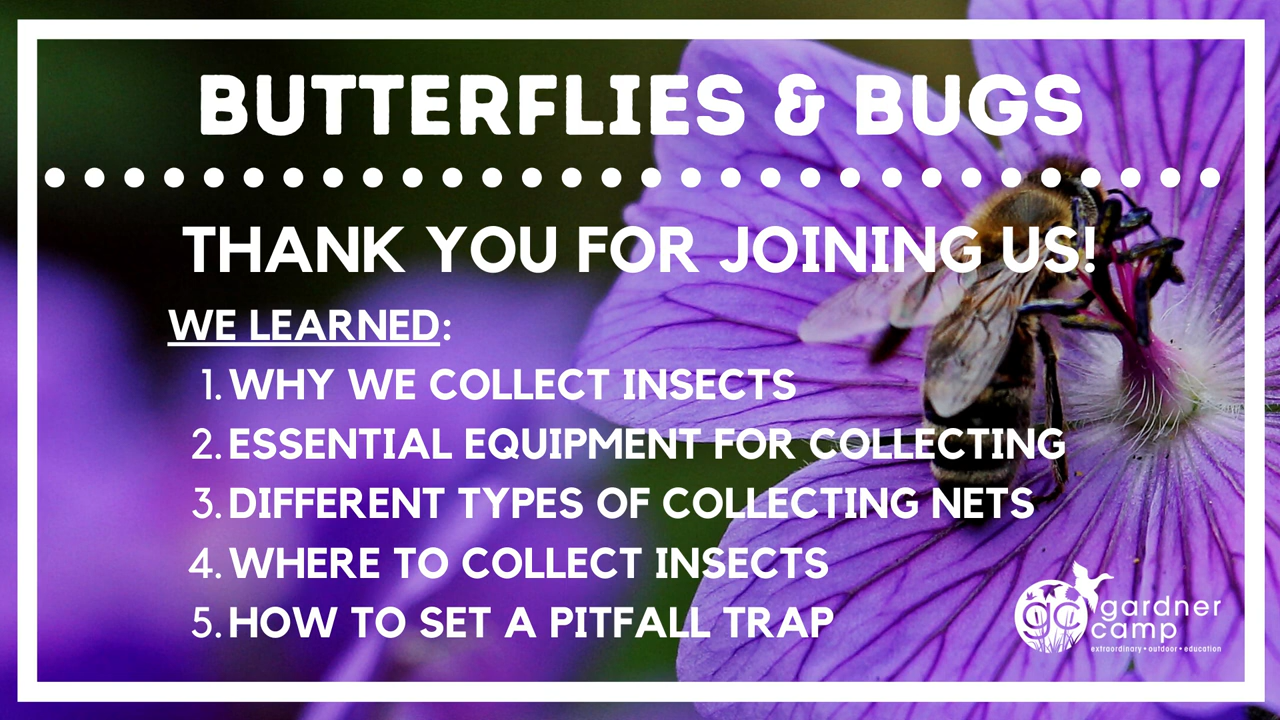 BUTTERFLIES & BUGS
THANK YOU FOR JOINING US!
WE LEARNED:
1. WHY WE COLLECT INSECTS
2. ESSENTIAL EQUIPMENT FOR COLLECTING
3. DIFFERENT TYPES OF COLLECTING NETS
4. WHERE TO COLLECT INSECTS
5. HOW TO SET A PITFALL TRAP
gc
gardner
camp
extraordinary • outdoor • education